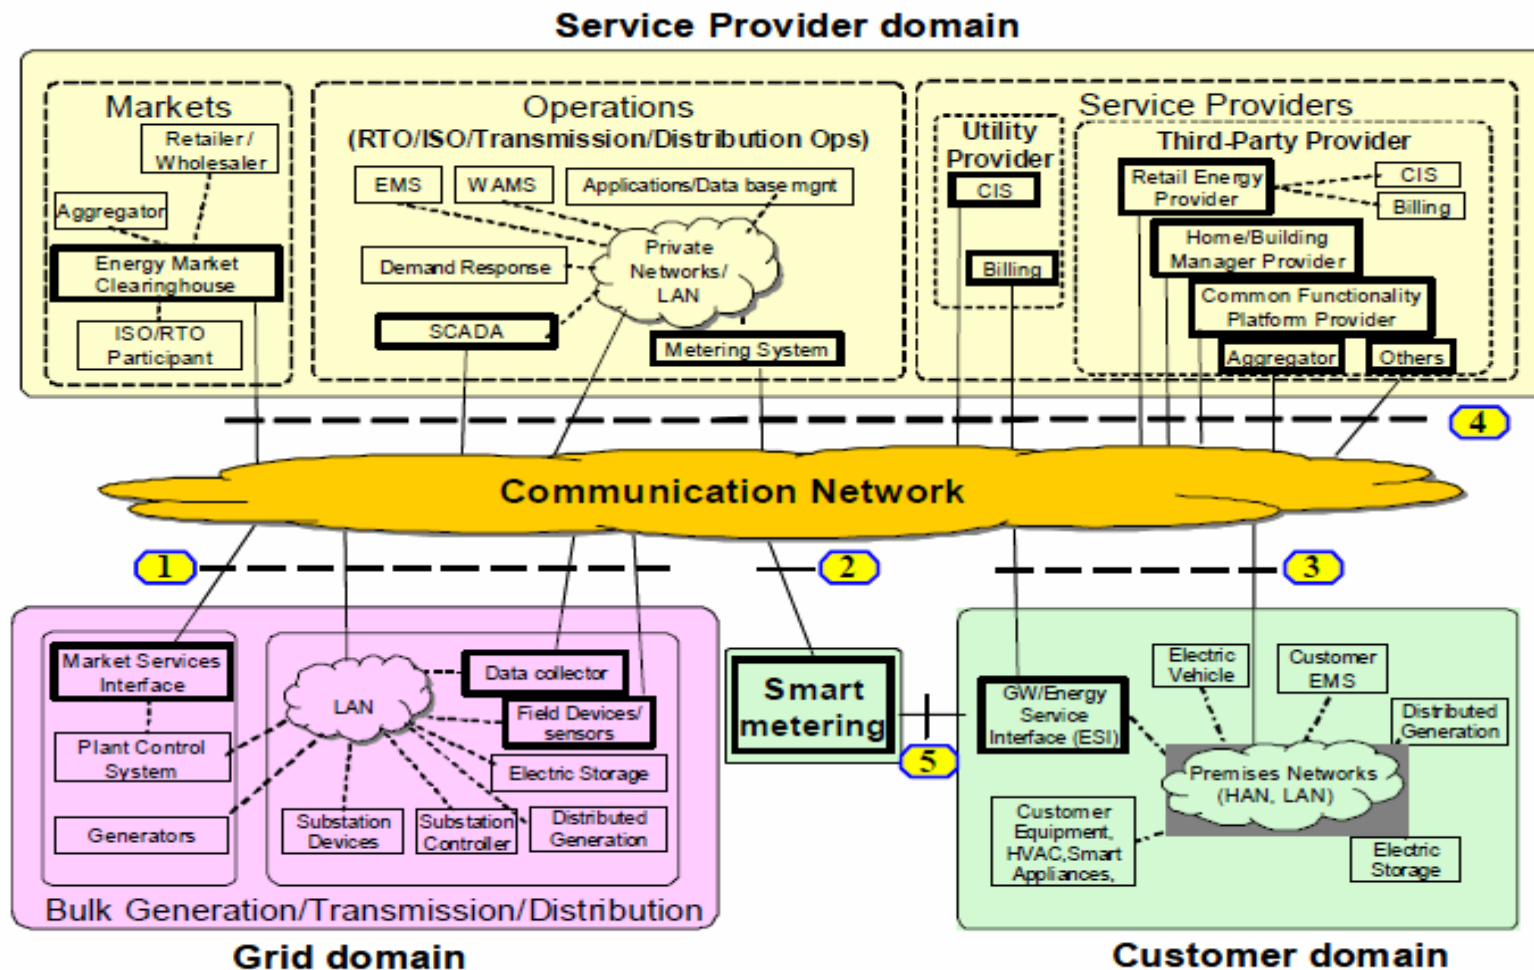 Service Provider domain
Markets
Retailer /
Wholesaler
Aggregator
Energy Market
Clearinghouse
ISO/RTO
Participant
Operations
(RTO/ISO/Transmission/Distribution Ops)
EMS
WAMS
Applications/Data base mgnt
Private
Networks/
LAN
Demand Response
SCADA
Metering System
Service Providers
Utility
Provider
CIS
Billing
Third-Party Provider
Retail Energy
Provider
CIS
Billing
Home/Building
Manager Provider
Common Functionality
Platform Provider
Aggregator
Others
4
Communication Network
1
2
3
Market Services
Interface
Plant Control
System
Generators
LAN
Data collector
Field Devices/
sensors
Electric Storage
Substation
Devices
Substation
Controller
Distributed
Generation
Bulk Generation/Transmission/Distribution
Grid domain
Smart
metering
5
GW/Energy
Service
Interface (ESI)
Electric
Vehicle
Customer
EMS
Distributed
Generation
Premises Networks
(HAN, LAN)
Customer
Equipment,
HVAC,Smart
Appliances,
Electric
Storage
Customer domain